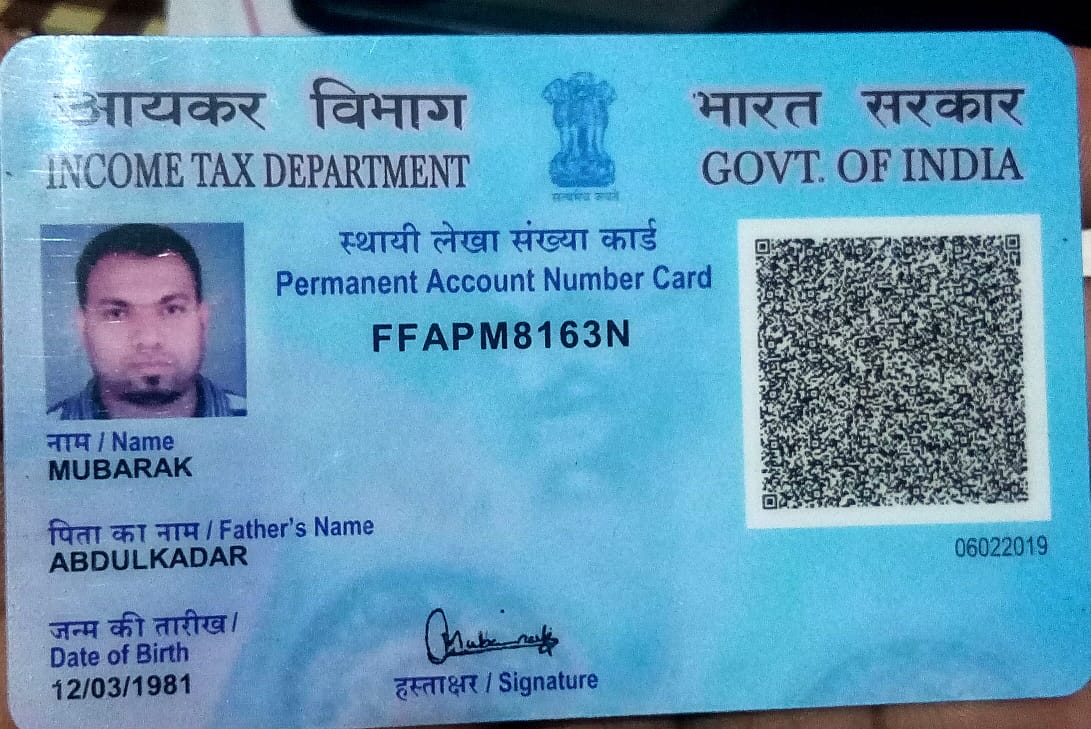 आयकर विभाग
INCOME TAX DEPARTMENT
भारत सरकार
GOVT. OF INDIA
सत्यमेव जयते
स्थायी लेखा संख्या कार्ड
Permanent Account Number Card
FFAPM8163N
नाम / Name
MUBARAK
पिता का नाम / Father's Name
ABDULKADAR
06022019
जन्म की तारीख /
Date of Birth
12/03/1981
Mubarak
हस्ताक्षर / Signature